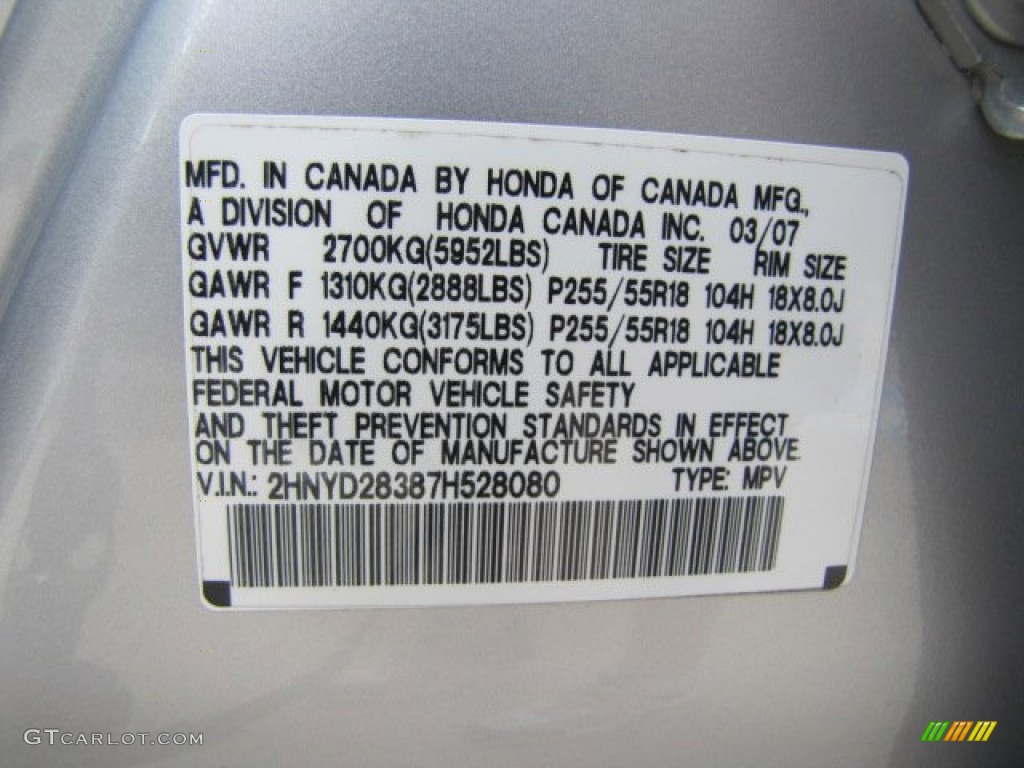 MFD. IN CANADA BY HONDA OF CANADA MFG.,
A DIVISION OF HONDA CANADA INC. 03/07
GVWR 2700KG(5952LBS) TIRE SIZE RIM SIZE
GAWR F 1310KG(2888LBS) P255/55R18 104H 18X8.0J
GAWR R 1440KG(3175LBS) P255/55R18 104H 18X8.0J
THIS VEHICLE CONFORMS TO ALL APPLICABLE
FEDERAL MOTOR VEHICLE SAFETY
AND THEFT PREVENTION STANDARDS IN EFFECT
ON THE DATE OF MANUFACTURE SHOWN ABOVE.
V.I.N.: 2HNYD28387H528080 TYPE: MPV
GTCARLOT.COM